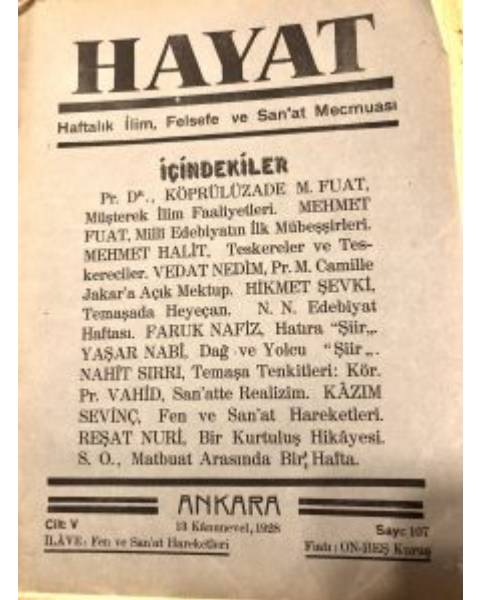 HAYAT
Haftalık İlim, Felsefe ve San'at Mecmuası
İÇİNDEKİLER
Pr. Dr., KÖPRÜLÜZADE M. FUAT,
Müşterek İlim Faaliyetleri. MEHMET
FUAT, Millî Edebiyatın İlk Mübeşşirleri.
MEHMET HALİT, Teskereler ve Tes-
kereciler. VEDAT NEDİM, Pr. M. Camille
Jakar'a Açık Mektup. HİKMET ŞEVKİ,
Temaşada Heyeçan. N. N. Edebiyat
Haftası. FARUK NAFİZ, Hatıra "Şiir„.
YAŞAR NABİ, Dağ ve Yolcu "Şiir„.
NAHİT SIRRI, Temaşa Tenkitleri: Kör.
Pr. VAHİD, San'atte Realizim. KÂZIM
SEVİNÇ, Fen ve San'at Hareketleri.
REŞAT NURİ, Bir Kurtuluş Hikâyesi.
S. O., Matbuat Arasında Bir Hafta.
ANKARA
Cilt V
13 Kânunevel, 1928
Sayı: 107
İLÂVE: Fen ve San'at Hareketleri
Fiatı: ON-BEŞ Kuruş